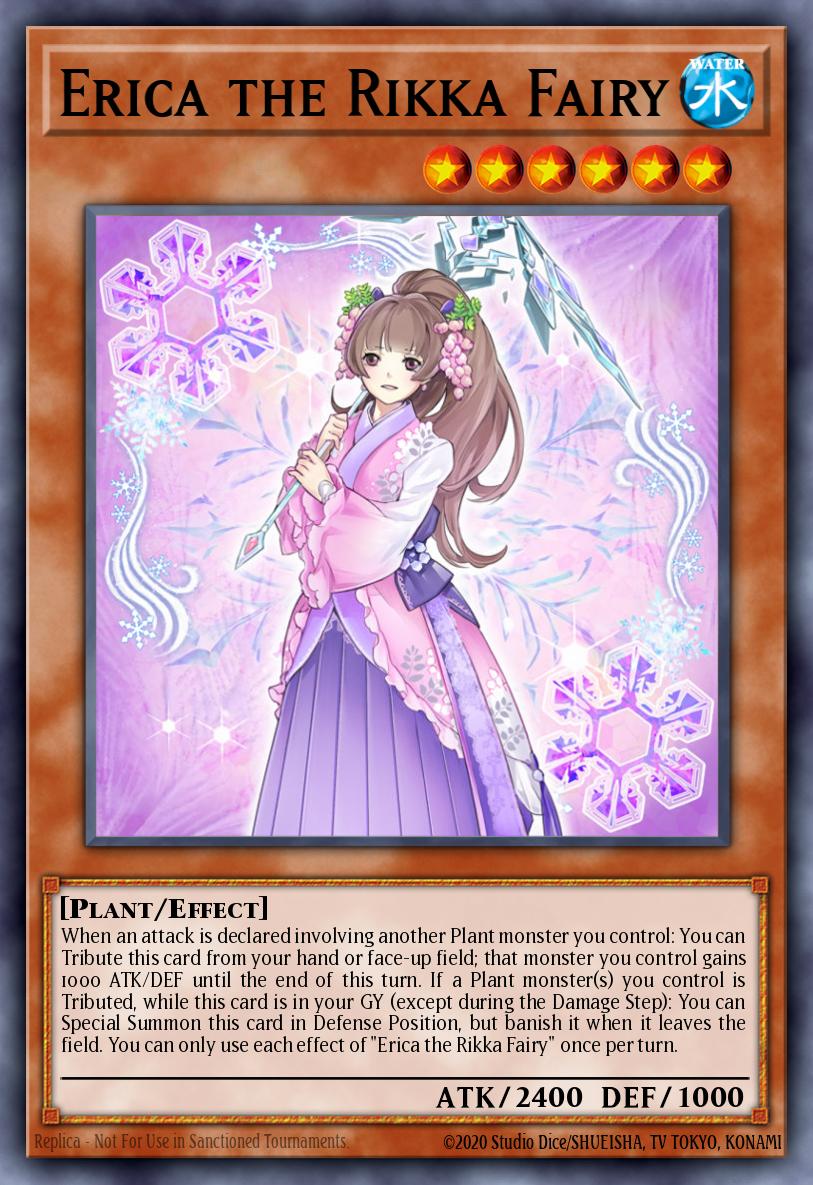 Erica the Rikka Fairy
WATER
水
[Plant/Effect]
When an attack is declared involving another Plant monster you control: You can
Tribute this card from your hand or face-up field; that monster you control gains
1000 ATK/DEF until the end of this turn. If a Plant monster(s) you control is
Tributed, while this card is in your GY (except during the Damage Step): You can
Special Summon this card in Defense Position, but banish it when it leaves the
field. You can only use each effect of "Erica the Rikka Fairy" once per turn.
ATK/2400 DEF/1000
Replica - Not For Use in Sanctioned Tournaments.
©2020 Studio Dice/SHUEISHA, TV TOKYO, KONAMI